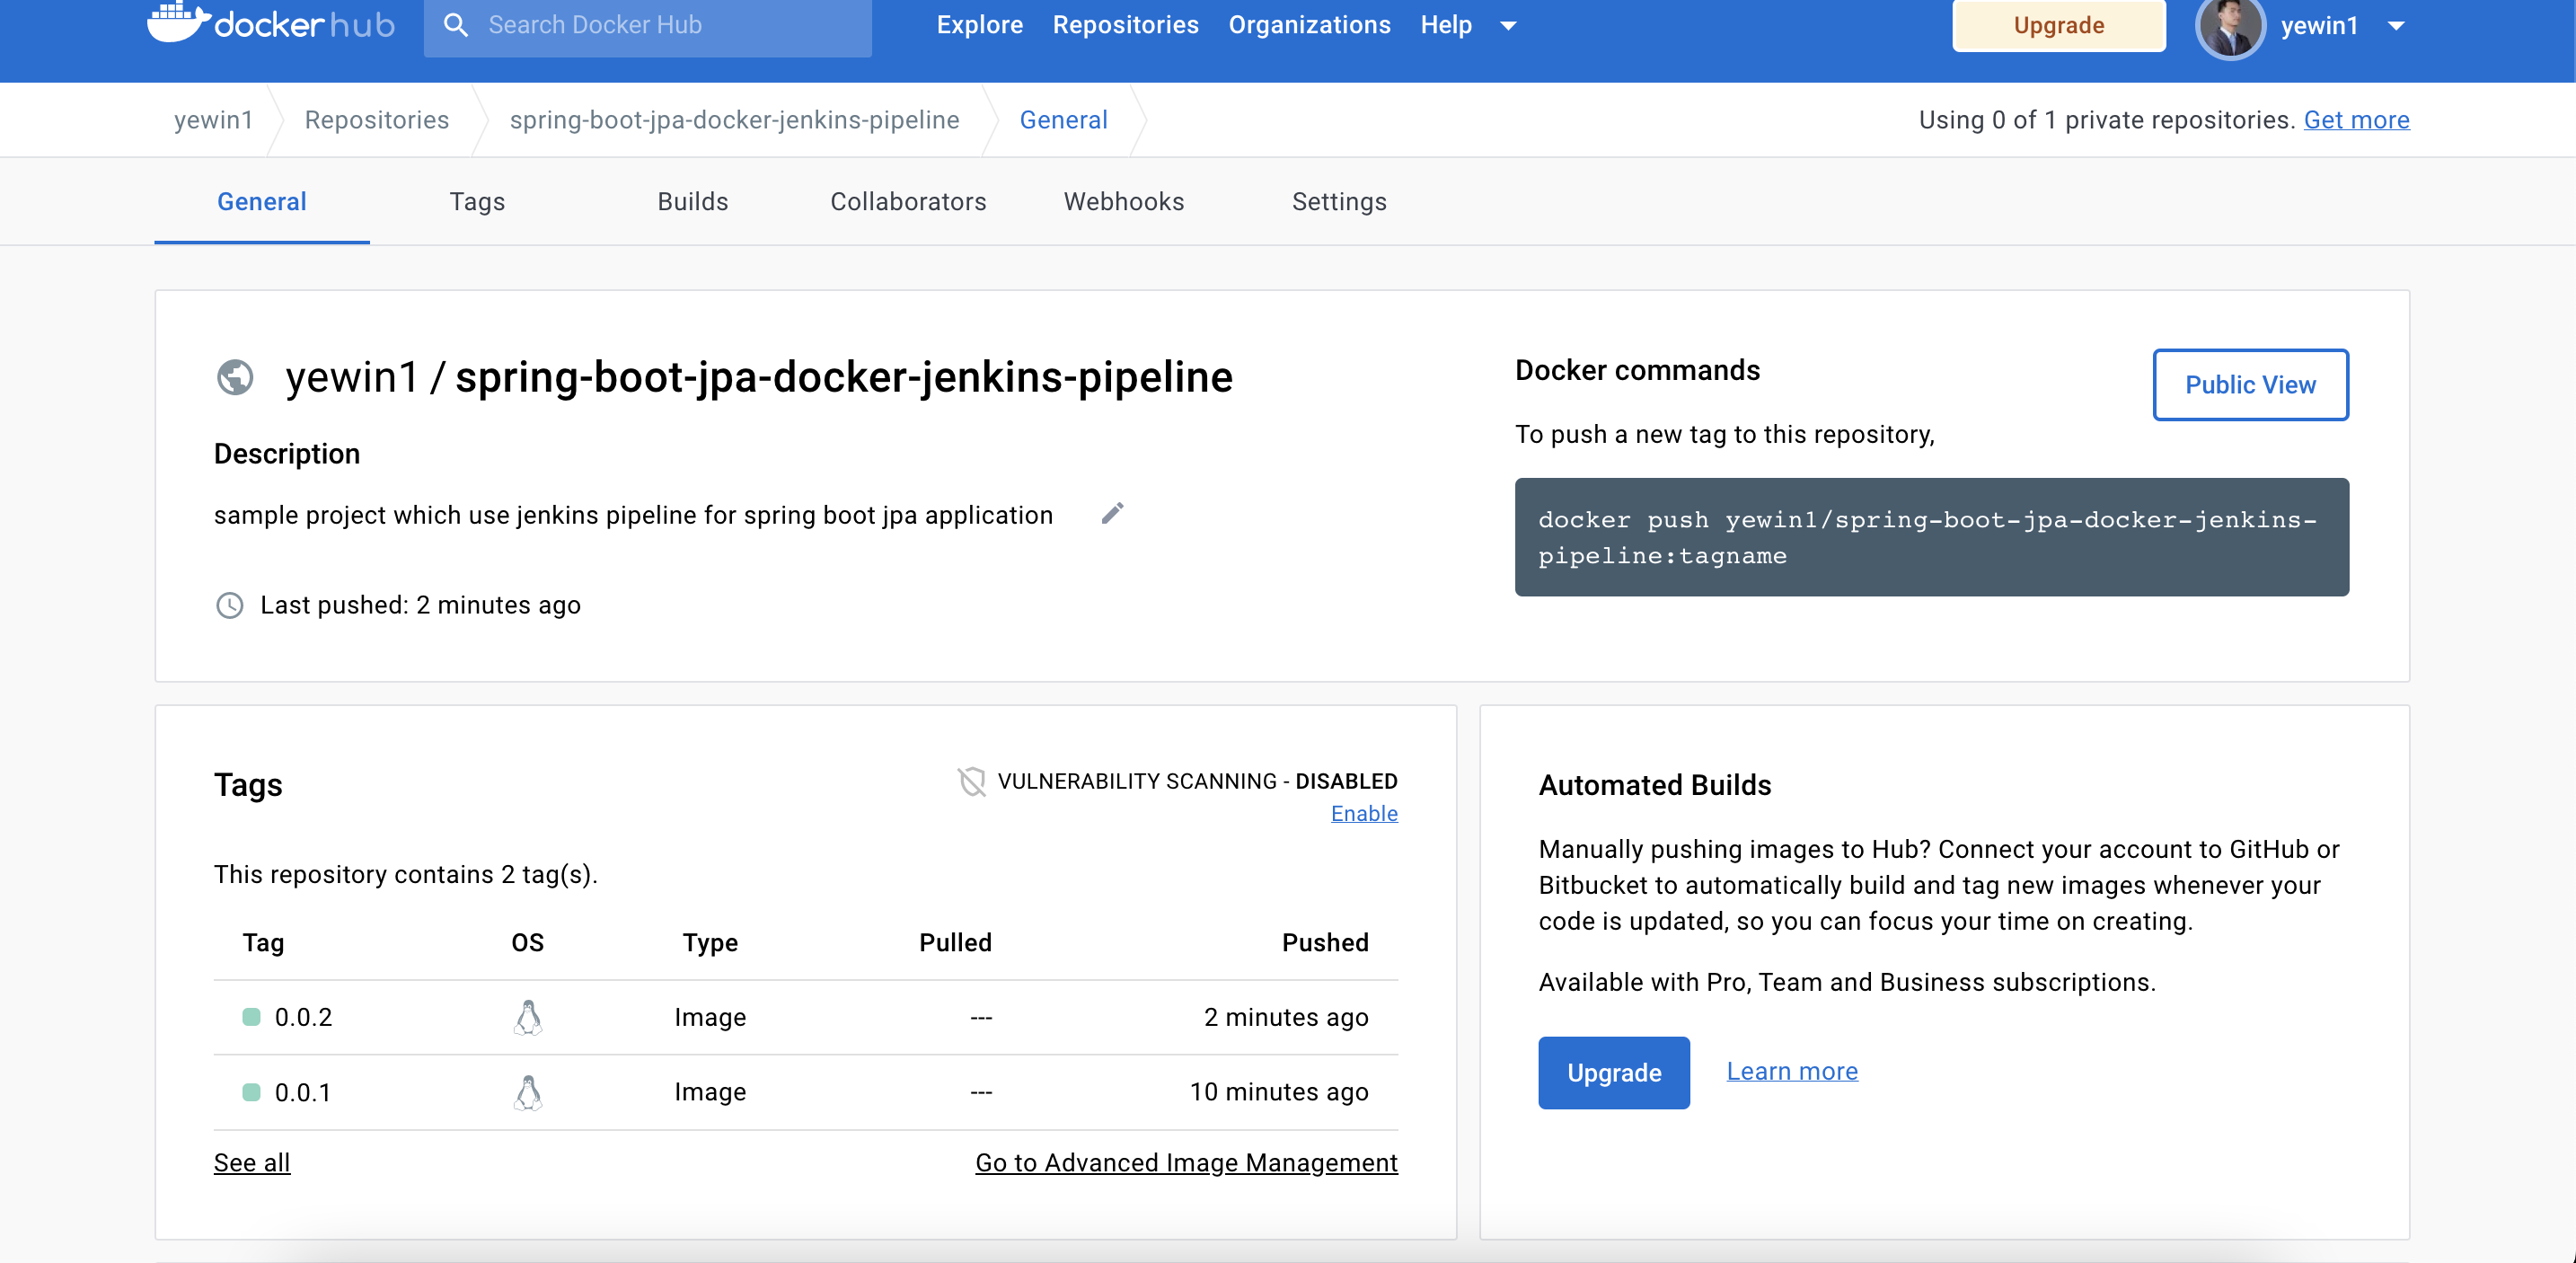 dockerhub
Search Docker Hub
Explore
Repositories
Organizations
Help
Upgrade
yewin1
yewin1
Repositories
spring-boot-jpa-docker-jenkins-pipeline
General
Using 0 of 1 private repositories. Get more
General
Tags
Builds
Collaborators
Webhooks
Settings
yewin1 / spring-boot-jpa-docker-jenkins-pipeline
Description
sample project which use jenkins pipeline for spring boot jpa application
Last pushed: 2 minutes ago
Docker commands
Public View
To push a new tag to this repository,
docker push yewin1/spring-boot-jpa-docker-jenkins-
pipeline:tagname
Tags
VULNERABILITY SCANNING - DISABLED
Enable
This repository contains 2 tag(s).
Tag OS Type Pulled Pushed
0.0.2 Image --- 2 minutes ago
0.0.1 Image --- 10 minutes ago
See all
Go to Advanced Image Management
Automated Builds
Manually pushing images to Hub? Connect your account to GitHub or
Bitbucket to automatically build and tag new images whenever your
code is updated, so you can focus your time on creating.
Available with Pro, Team and Business subscriptions.
Upgrade
Learn more